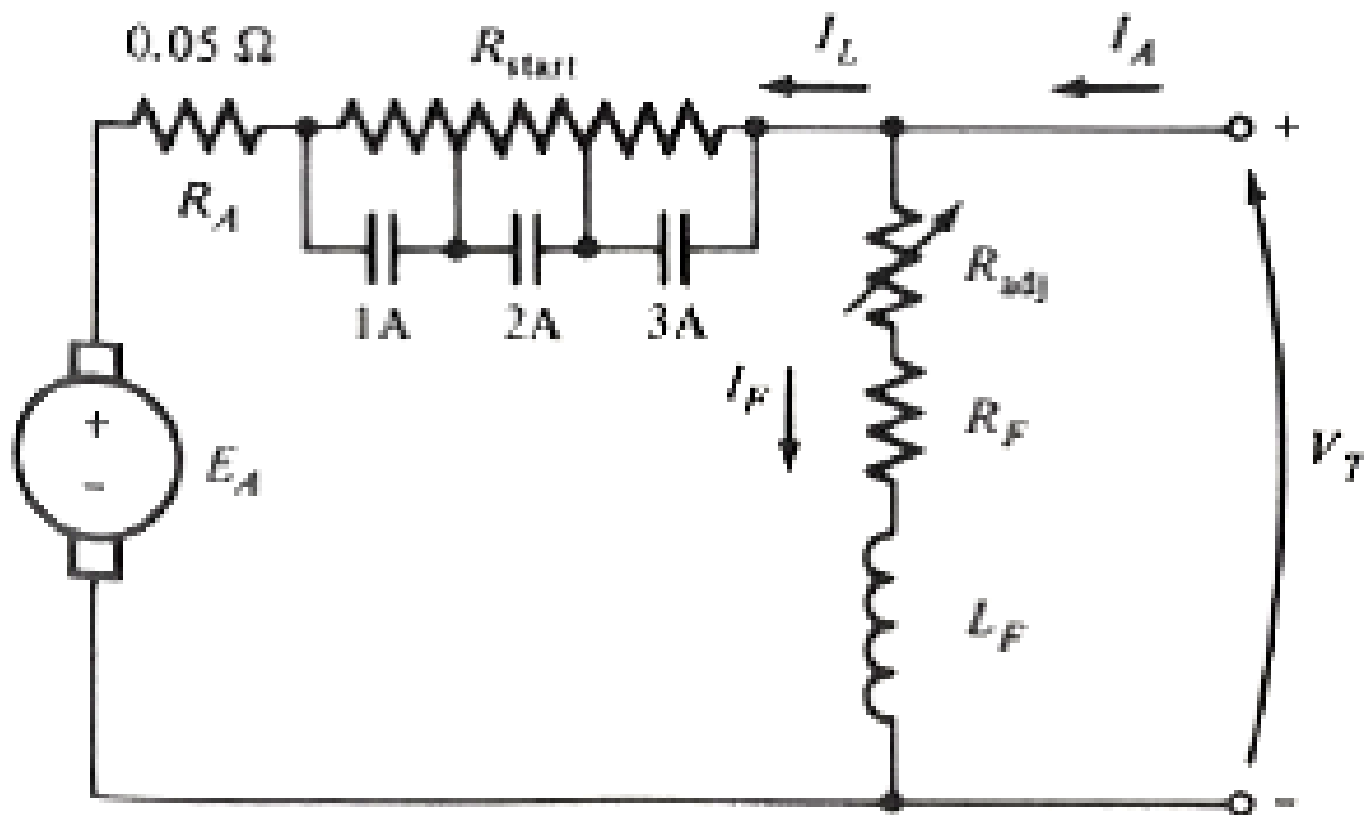 0.05 Ω
R_start
I_L
I_A
+
R_A
R_adj
1A
2A
3A
I_F
R_F
+
-
E_A
V_T
L_F
-